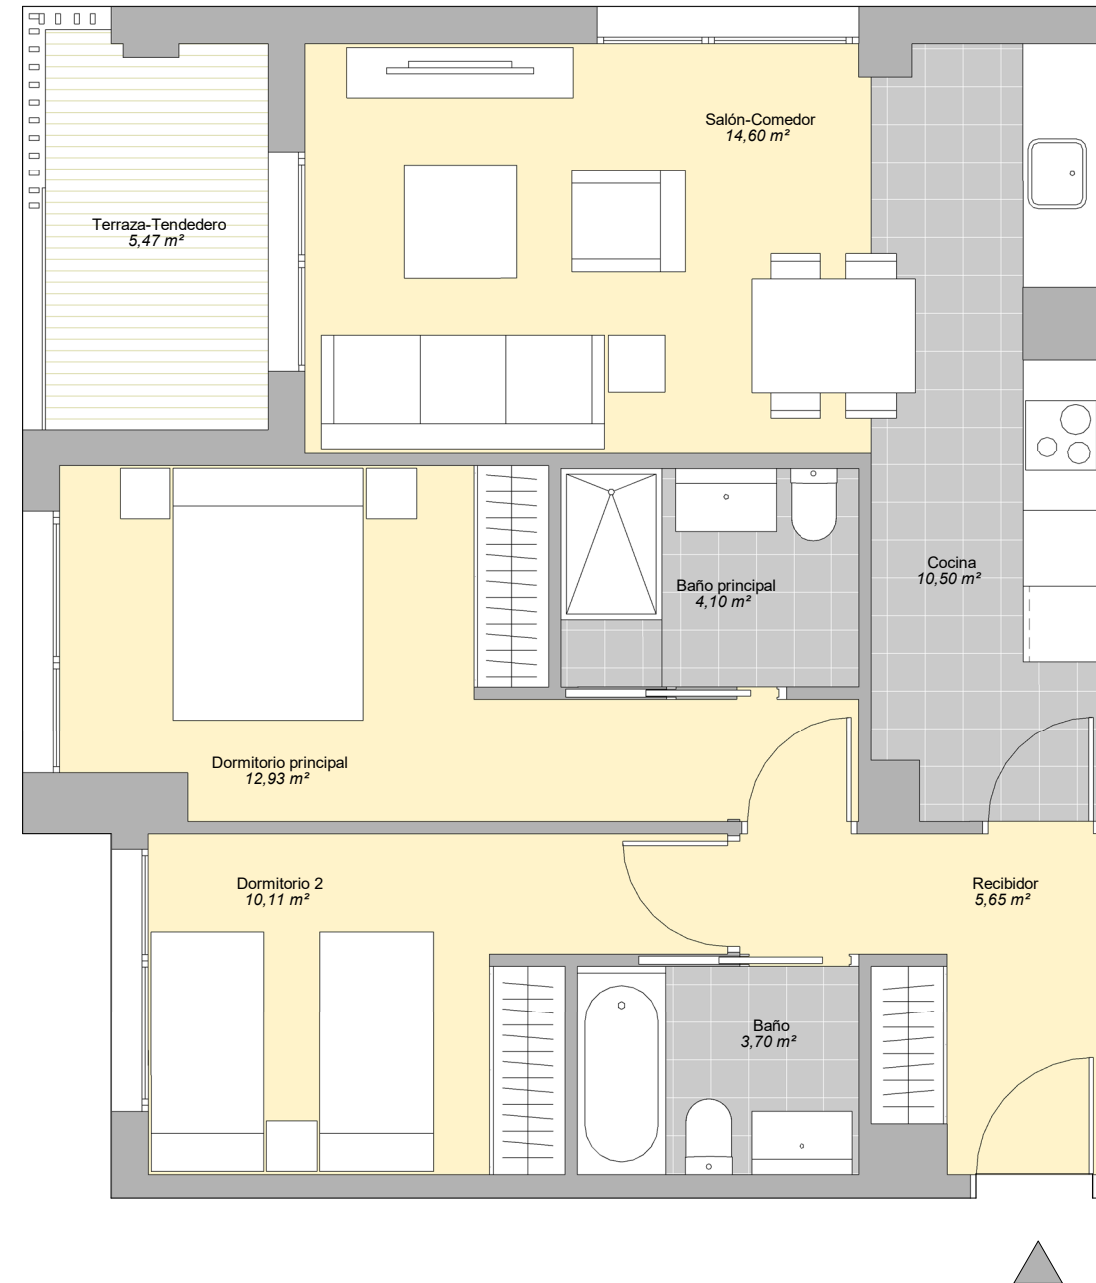 Salón-Comedor
14,60 m²
Terraza-Tendedero
5,47 m²
Cocina
10,50 m²
Baño principal
4,10 m²
Dormitorio principal
12,93 m²
Dormitorio 2
10,11 m²
Recibidor
5,65 m²
Baño
3,70 m²